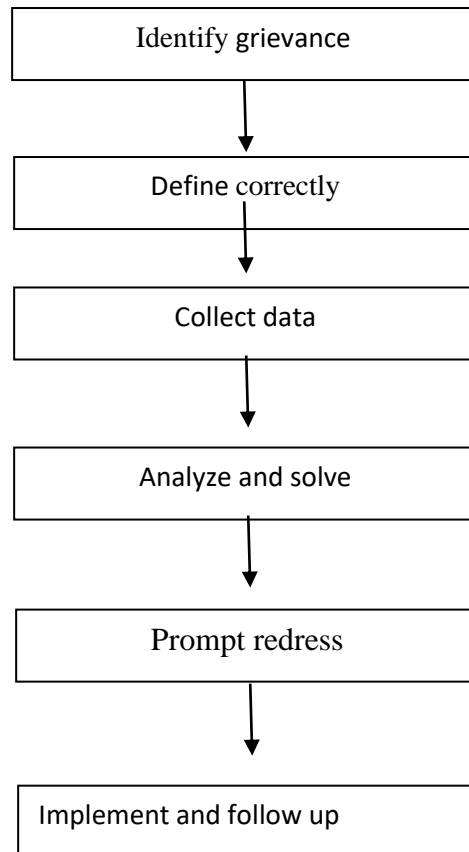 Identify grievance
Define correctly
Collect data
Analyze and solve
Prompt redress
Implement and follow up